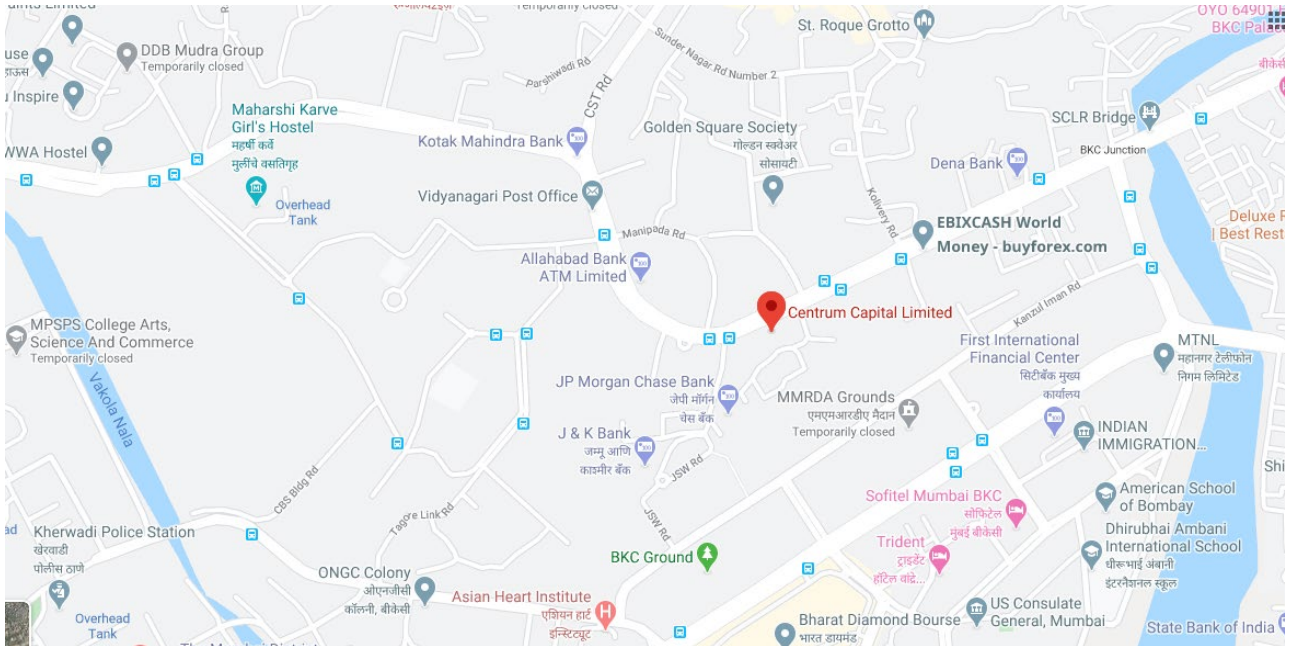 DDB Mudra Group
Temporarily closed
Inspire
WWA Hostel
Maharshi Karve
Girl's Hostel
महर्षी कर्वे
मुलींचे वसतिगृह
Overhead
Tank
Temporarily closed
Parshiwadi Rd
CST Rd
Sunder Nagar Rd Number 2
St. Roque Grotto
OYO 64901
BKC
Kotak Mahindra Bank
Golden Square Society
गोल्डन स्क्वेअर
सोसायटी
SCLR Bridge
BKC Junction
Dena Bank
Vidyanagari Post Office
Manipada Rd
Kolivery Rd
EBIXCASH World
Money - buyforex.com
Deluxe
Best Rest
Allahabad Bank
ATM Limited
Centrum Capital Limited
Kanzul Iman Rd
MPSPS College Arts,
Science And Commerce
Temporarily closed
Vakola Nala
First International
Financial Center
सिटीबँक मुख्य
कार्यालय
MTNL
महानगर टेलीफोन
निगम लिमिटेड
JP Morgan Chase Bank
जेपी मॉर्गन
चेस बँक
MMRDA Grounds
एमएमआरडीए मैदान
Temporarily closed
J & K Bank
जम्मू आणि
काश्मीर बँक
INDIAN
IMMIGRATION...
JSW Rd
JSW Rd
CBS Bldg Rd
Tagore Link Rd
Sofitel Mumbai BKC
सोफिटेल
मुंबई बीकेसी
American School
of Bombay
Kherwadi Police Station
खेरवाडी
पोलीस ठाणे
BKC Ground
Trident
ट्राइडेंट
हॉटेल वांद्रे...
Dhirubhai Ambani
International School
धीरूभाई अंबानी
इंटरनॅशनल स्कूल
ONGC Colony
ओएनजीसी
कॉलनी, बीकेसी
Asian Heart Institute
एशियन हार्ट
इन्स्टिट्यूट
Overhead
Tank
Bharat Diamond Bourse
भारत डायमंड
US Consulate
General, Mumbai
State Bank of India